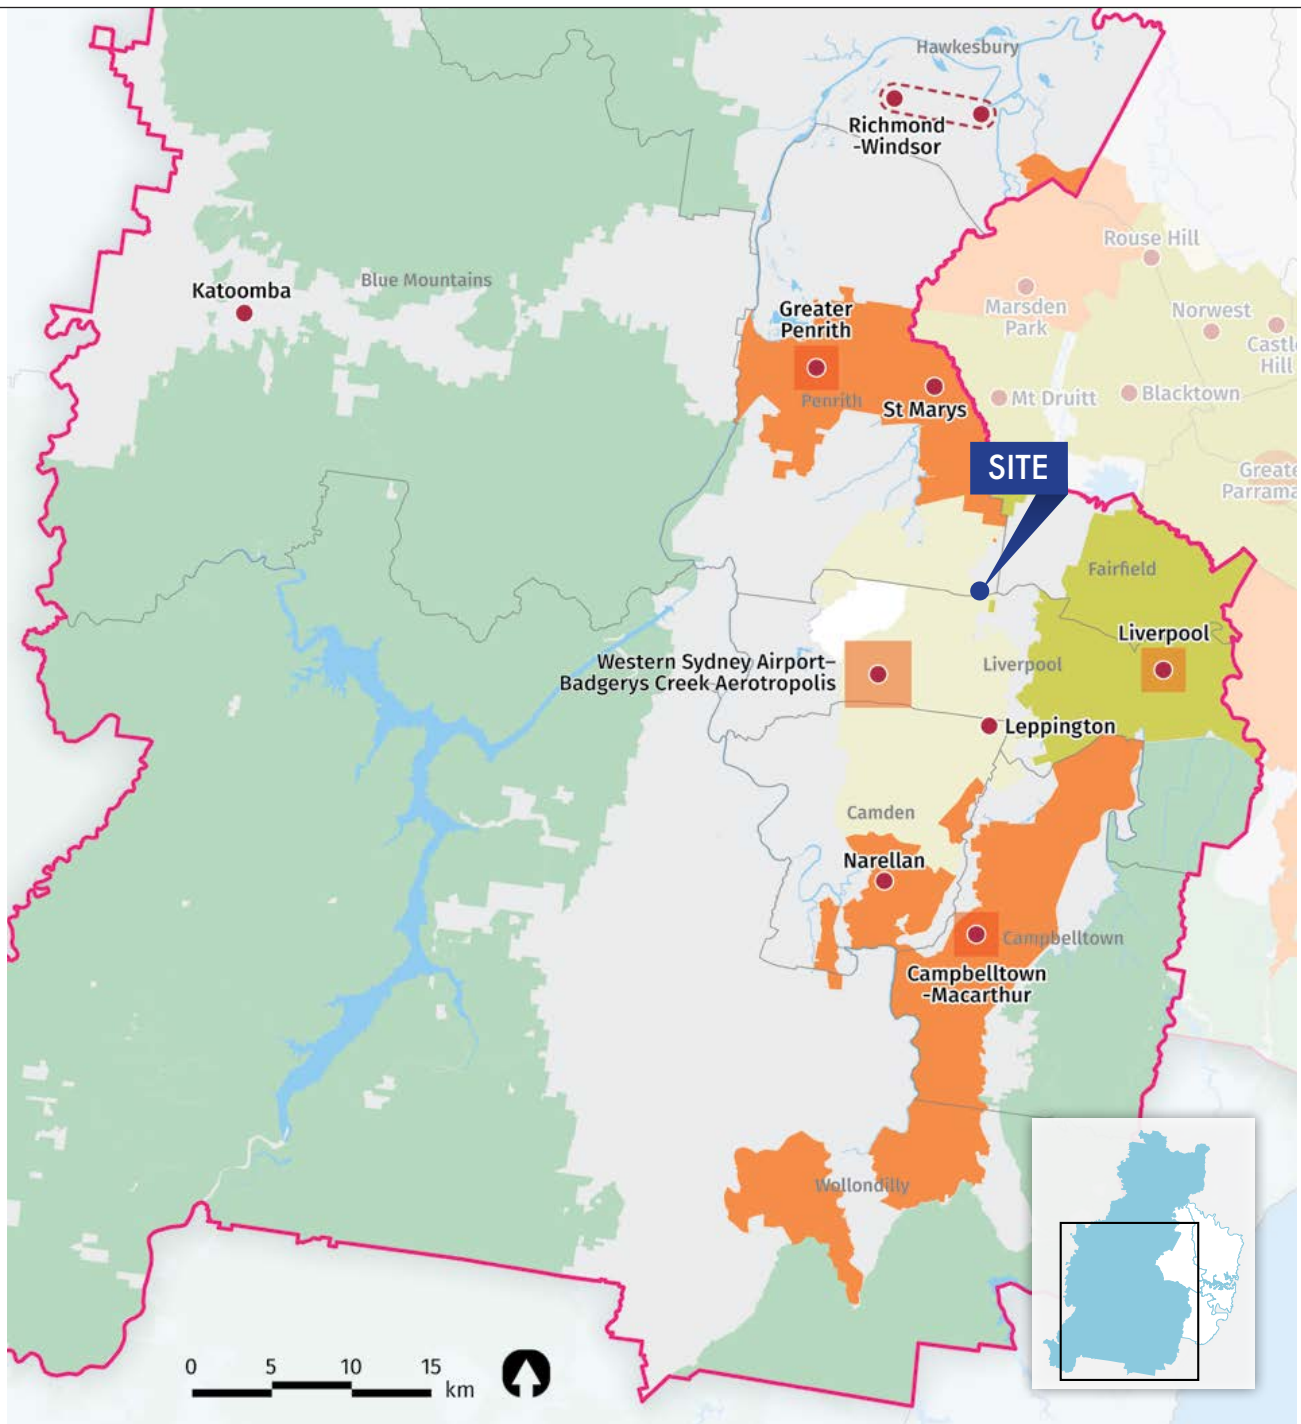 Hawkesbury
Richmond
-Windsor
Rouse Hill
Katoomba
Blue Mountains
Greater
Penrith
Marsden
Park
Norwest
Castle
Hill
Penrith
St Marys
Mt Druitt
Blacktown
SITE
Greate
Parrama
Fairfield
Liverpool
Western Sydney Airport–
Badgerys Creek Aerotropolis
Liverpool
Leppington
Camden
Narellan
Campbelltown
Campbelltown
-Macarthur
Wollondilly
0 5 10 15
km